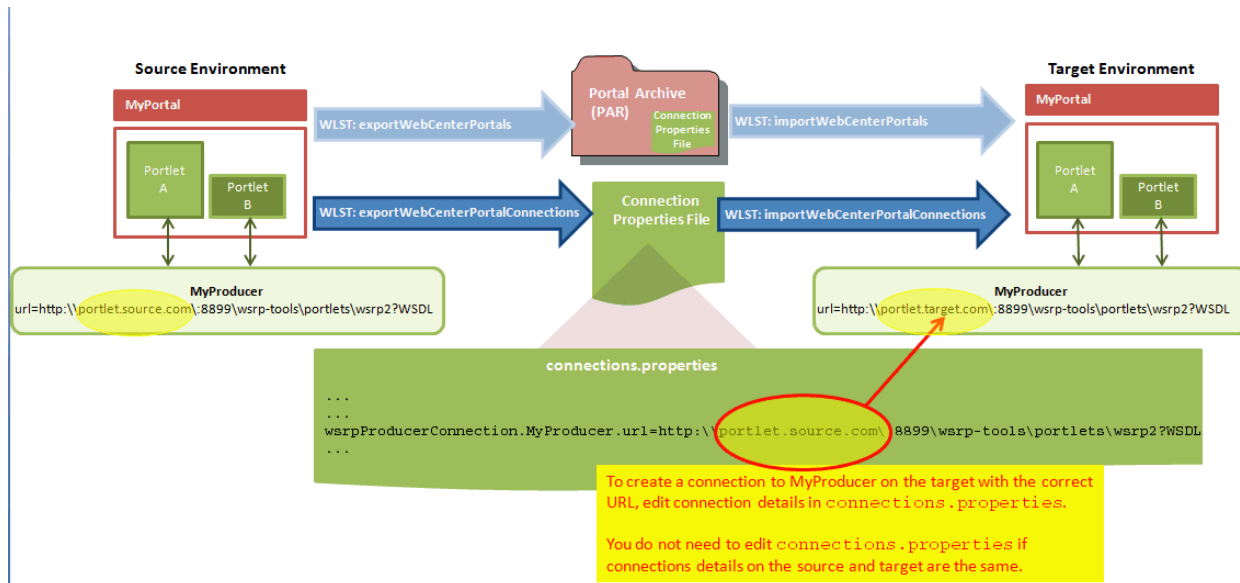 Source Environment
MyPortal
Portlet
A
Portlet
B
WLST: exportWebCenterPortals
Portal Archive
(PAR)
Connection
Properties
File
WLST: importWebCenterPortals
Target Environment
MyPortal
Portlet
A
Portlet
B
WLST: exportWebCenterPortalConnections
Connection
Properties File
WLST: importWebCenterPortalConnections
MyProducer
url=http:\\portlet.source.com\:8899\wsrp-tools\portlets\wsrp2?WSDL
MyProducer
url=http:\\portlet.target.com\:8899\wsrp-tools\portlets\wsrp2?WSDL
connections.properties
...
...
wsrpProducerConnection.MyProducer.url=http:\\portlet.source.com\:8899\wsrp-tools\portlets\wsrp2?WSDL
...
To create a connection to MyProducer on the target with the correct
URL, edit connection details in connections.properties.
You do not need to edit connections.properties if
connections details on the source and target are the same.